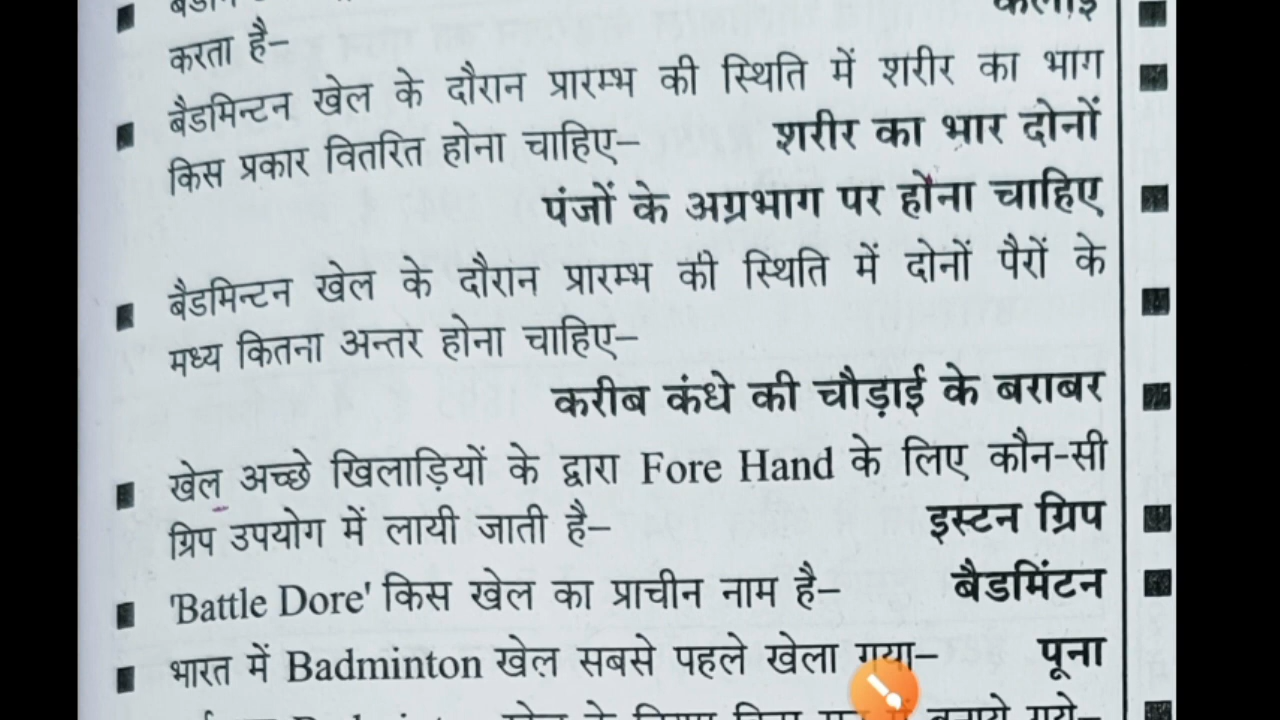 कलाई
करता है–
बैडमिन्टन खेल के दौरान प्रारम्भ की स्थिति में शरीर का भाग
किस प्रकार वितरित होना चाहिए– शरीर का भार दोनों
पंजों के अग्रभाग पर होना चाहिए
बैडमिन्टन खेल के दौरान प्रारम्भ की स्थिति में दोनों पैरों के
मध्य कितना अन्तर होना चाहिए–
करीब कंधे की चौड़ाई के बराबर
खेल अच्छे खिलाड़ियों के द्वारा Fore Hand के लिए कौन-सी
ग्रिप उपयोग में लायी जाती है– इस्टन ग्रिप
'Battle Dore' किस खेल का प्राचीन नाम है– बैडमिंटन
भारत में Badminton खेल सबसे पहले खेला गया– पूना